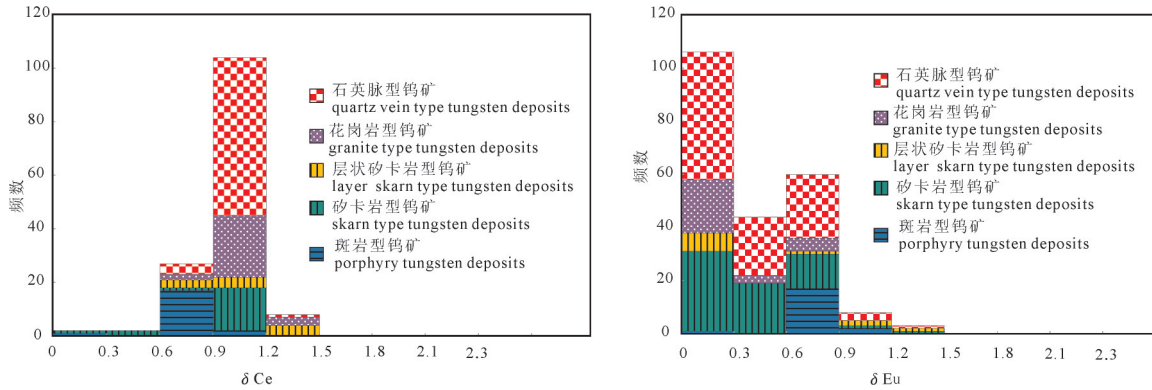 120
100
80
60
40
20
0
频数
石英脉型钨矿
quartz vein type tungsten deposits
花岗岩型钨矿
granite type tungsten deposits
层状矽卡岩型钨矿
layer skarn type tungsten deposits
矽卡岩型钨矿
skarn type tungsten deposits
斑岩型钨矿
porphyry tungsten deposits
0 0.3 0.6 0.9 1.2 1.5 1.8 2.1 2.3
δ Ce
120
100
80
60
40
20
0
频数
石英脉型钨矿
quartz vein type tungsten deposits
花岗岩型钨矿
granite type tungsten deposits
层状矽卡岩型钨矿
layer skarn type tungsten deposits
矽卡岩型钨矿
skarn type tungsten deposits
斑岩型钨矿
porphyry tungsten deposits
0 0.3 0.6 0.9 1.2 1.5 1.8 2.1 2.3
δ Eu